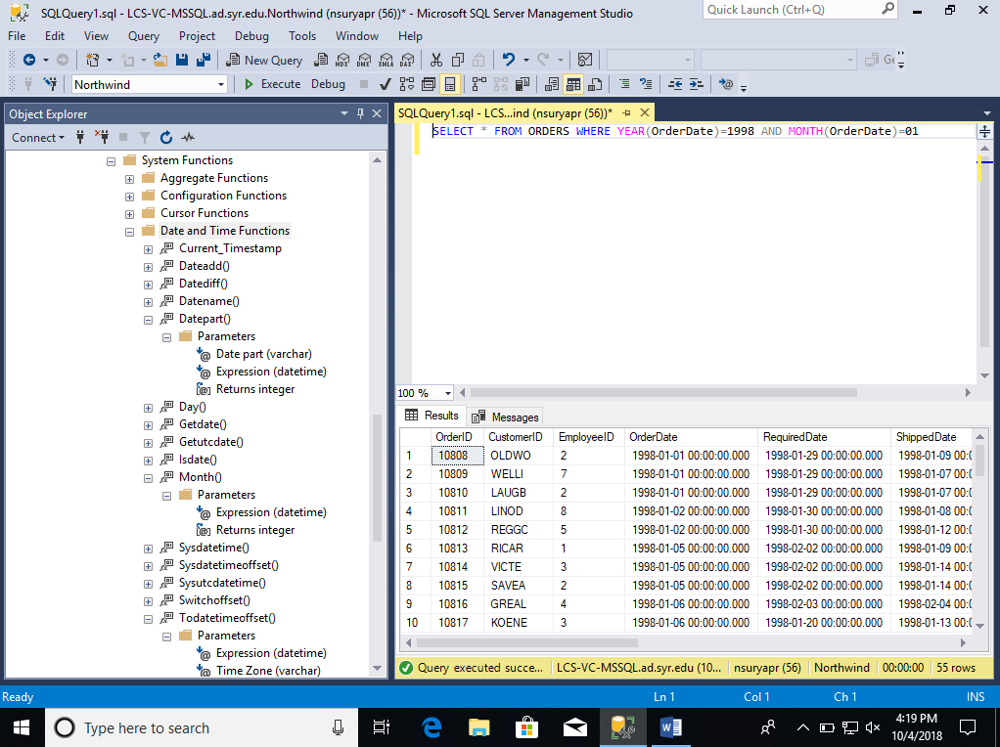 SQLQuery1.sql - LCS-VC-MSSQL.ad.syr.edu.Northwind (nsuryapr (56))* - Microsoft SQL Server Management Studio
Quick Launch (Ctrl+Q)
File Edit View Query Project Debug Tools Window Help
New Query MDX DMX XMLA DAX Ge
Northwind Execute Debug
Object Explorer
SQLQuery1.sql - LCS...ind (nsuryapr (56))*
Connect
SELECT * FROM ORDERS WHERE YEAR(OrderDate)=1998 AND MONTH(OrderDate)=01
System Functions
Aggregate Functions
Configuration Functions
Cursor Functions
Date and Time Functions
Current_Timestamp
Dateadd()
Datediff()
Datename()
Datepart()
Parameters
Date part (varchar)
Expression (datetime)
Returns integer
Day()
Getdate()
Getutcdate()
Isdate()
Month()
Parameters
Expression (datetime)
Returns integer
Sysdatetime()
Sysdatetimeoffset()
Sysutcdatetime()
Switchoffset()
Todatetimeoffset()
Parameters
Expression (datetime)
Time Zone (varchar)
100 %
Results Messages
OrderID CustomerID EmployeeID OrderDate RequiredDate ShippedDate
1 10808 OLDWO 2 1998-01-01 00:00:00.000 1998-01-29 00:00:00.000 1998-01-09 00:0
2 10809 WELLI 7 1998-01-01 00:00:00.000 1998-01-29 00:00:00.000 1998-01-07 00:0
3 10810 LAUGB 2 1998-01-01 00:00:00.000 1998-01-29 00:00:00.000 1998-01-07 00:0
4 10811 LINOD 8 1998-01-02 00:00:00.000 1998-01-30 00:00:00.000 1998-01-08 00:0
5 10812 REGGC 5 1998-01-02 00:00:00.000 1998-01-30 00:00:00.000 1998-01-12 00:0
6 10813 RICAR 1 1998-01-05 00:00:00.000 1998-02-02 00:00:00.000 1998-01-09 00:0
7 10814 VICTE 3 1998-01-05 00:00:00.000 1998-02-02 00:00:00.000 1998-01-14 00:0
8 10815 SAVEA 2 1998-01-05 00:00:00.000 1998-02-02 00:00:00.000 1998-01-14 00:0
9 10816 GREAL 4 1998-01-06 00:00:00.000 1998-02-03 00:00:00.000 1998-02-04 00:0
10 10817 KOENE 3 1998-01-06 00:00:00.000 1998-01-20 00:00:00.000 1998-01-13 00:0
Query executed succe... LCS-VC-MSSQL.ad.syr.edu (10... nsuryapr (56) Northwind 00:00:00 55 rows
Ready Ln 1 Col 1 Ch 1 INS
Type here to search
4:19 PM
10/4/2018